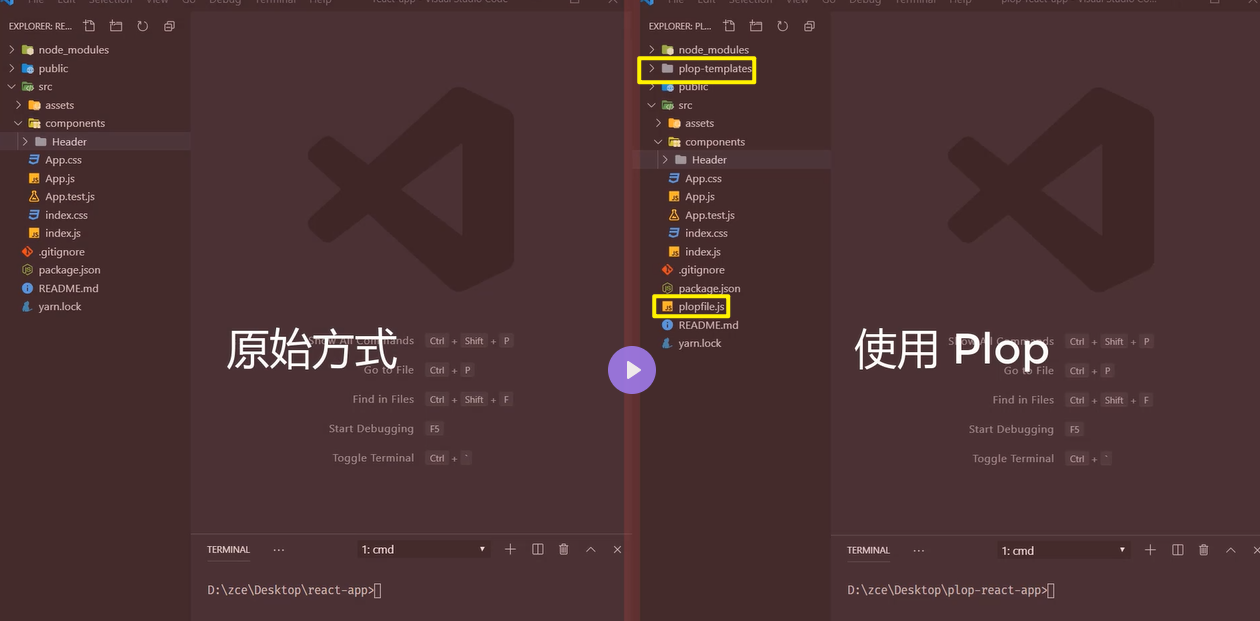 File Edit Selection View Go Debug Terminal Help react-app - Visual Studio Code
EXPLORER: RE...
node_modules
public
src
assets
components
Header
App.css
App.js
App.test.js
index.css
index.js
.gitignore
package.json
README.md
yarn.lock
原始方式
Show All Commands Ctrl + Shift + P
Go to File Ctrl + P
Find in Files Ctrl + Shift + F
Start Debugging F5
Toggle Terminal Ctrl + `
TERMINAL ... 1: cmd
D:\zce\Desktop\react-app>
File Edit Selection View Go Debug Terminal Help plop-react-app - Visual Studio Co...
EXPLORER: PL...
node_modules
plop-templates
public
src
assets
components
Header
App.css
App.js
App.test.js
index.css
index.js
.gitignore
package.json
plopfile.js
README.md
yarn.lock
使用 Plop
Show All Commands Ctrl + Shift + P
Go to File Ctrl + P
Find in Files Ctrl + Shift + F
Start Debugging F5
Toggle Terminal Ctrl + `
TERMINAL ... 1: cmd
D:\zce\Desktop\plop-react-app>